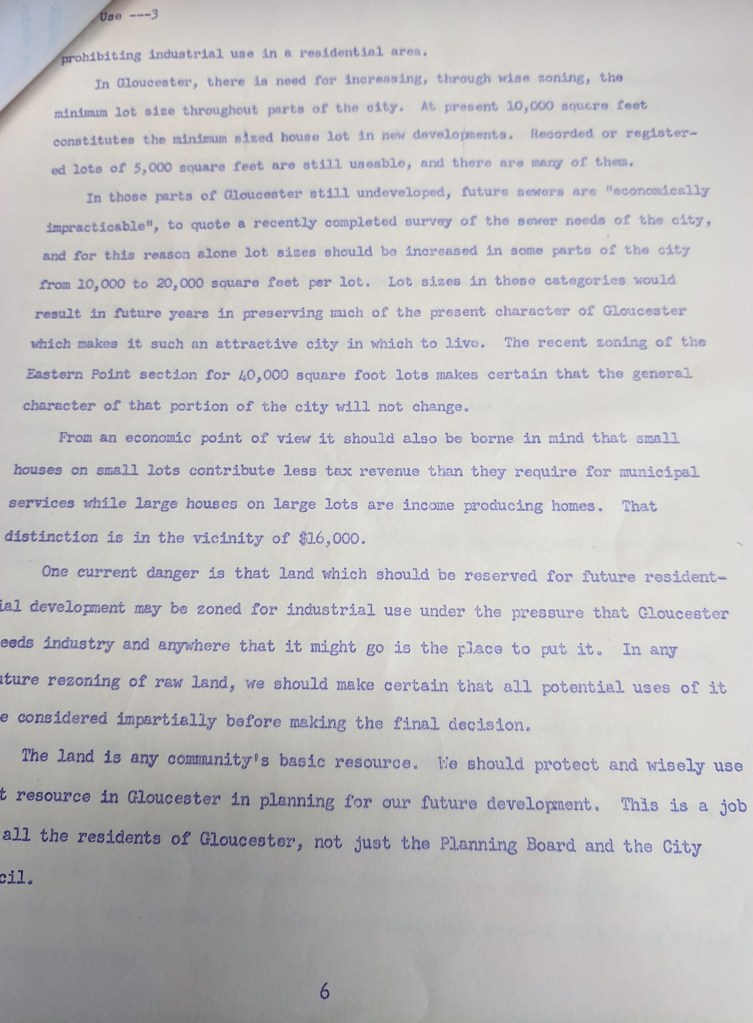 Use ---3
prohibiting industrial use in a residential area.
In Gloucester, there is need for increasing, through wise zoning, the
minimum lot size throughout parts of the city. At present 10,000 square feet
constitutes the minimum sized house lot in new developments. Recorded or register-
ed lots of 5,000 square feet are still useable, and there are many of them.
In those parts of Gloucester still undeveloped, future sewers are "economically
impracticable", to quote a recently completed survey of the sewer needs of the city,
and for this reason alone lot sizes should be increased in some parts of the city
from 10,000 to 20,000 square feet per lot. Lot sizes in these categories would
result in future years in preserving much of the present character of Gloucester
which makes it such an attractive city in which to live. The recent zoning of the
Eastern Point section for 40,000 square foot lots makes certain that the general
character of that portion of the city will not change.
From an economic point of view it should also be borne in mind that small
houses on small lots contribute less tax revenue than they require for municipal
services while large houses on large lots are income producing homes. That
distinction is in the vicinity of $16,000.
One current danger is that land which should be reserved for future resident-
ial development may be zoned for industrial use under the pressure that Gloucester
eeds industry and anywhere that it might go is the place to put it. In any
ture rezoning of raw land, we should make certain that all potential uses of it
e considered impartially before making the final decision.
The land is any community's basic resource. We should protect and wisely use
t resource in Gloucester in planning for our future development. This is a job
all the residents of Gloucester, not just the Planning Board and the City
cil.
6